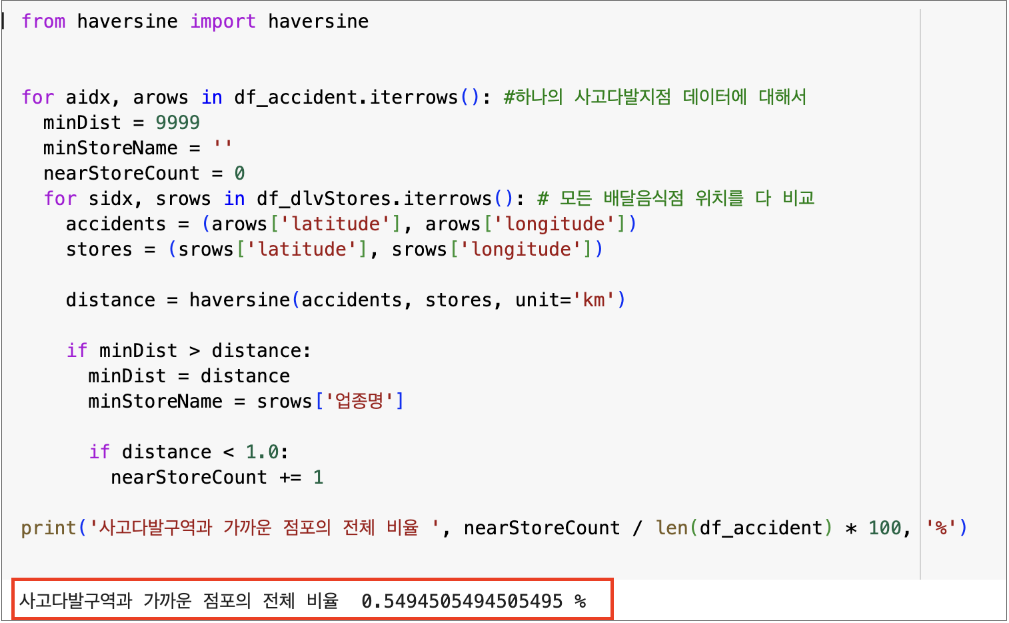 from haversine import haversine
for aidx, arows in df_accident.iterrows(): #하나의 사고다발지점 데이터에 대해서
  minDist = 9999
  minStoreName = ''
  nearStoreCount = 0
  for sidx, srows in df_dlvStores.iterrows(): # 모든 배달음식점 위치를 다 비교
    accidents = (arows['latitude'], arows['longitude'])
    stores = (srows['latitude'], srows['longitude'])
    distance = haversine(accidents, stores, unit='km')
    if minDist > distance:
      minDist = distance
      minStoreName = srows['업종명']
      if distance < 1.0:
        nearStoreCount += 1
print('사고다발구역과 가까운 점포의 전체 비율 ', nearStoreCount / len(df_accident) * 100, '%')
사고다발구역과 가까운 점포의 전체 비율  0.5494505494505495 %